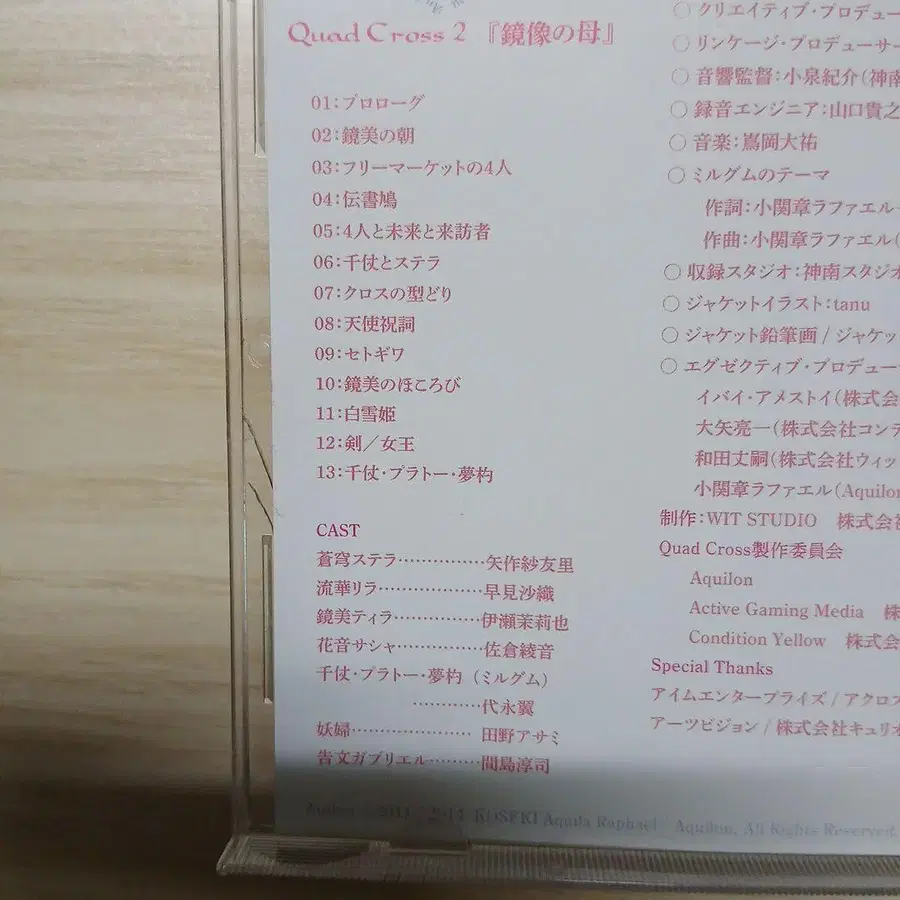 Quad Cross 2 『鏡像の母』
01:プロローグ
02:鏡美の朝
03:フリーマーケットの4人
04:伝書鳩
05:4人と未来と来訪者
06:千仗とステラ
07:クロスの型どり
08:天使祝詞
09:セトギワ
10:鏡美のほころび
11:白雪姫
12:剣／女王
13:千仗・プラトー・夢杓
CAST
蒼穹ステラ……………矢作紗友里
流華リラ………………早見沙織
鏡美ティラ……………伊瀬茉莉也
花音サシャ……………佐倉綾音
千仗・プラトー・夢杓（ミルグム）
…………代永翼
妖婦………………… 田野アサミ
告文ガブリエル………間島淳司
○ クリエイティブ・プロデュー
○ リンケージ・プロデューサー
○ 音響監督:小泉紀介(神南
○ 録音エンジニア:山口貴之
○ 音楽:嶌岡大祐
○ ミルグムのテーマ
作詞:小関章ラファエル
作曲:小関章ラファエル(
○ 収録スタジオ:神南スタジオ
○ ジャケットイラスト:tanu
○ ジャケット鉛筆画 / ジャケッ
○ エグゼクティブ・プロデュー
イバイ・アメストイ(株式会
大矢亮一(株式会社コンテ
和田丈嗣(株式会社ウィッ
小関章ラファエル(Aquilon
制作:WIT STUDIO 株式会
Quad Cross製作委員会
Aquilon
Active Gaming Media 株
Condition Yellow 株式会
Special Thanks
アイムエンタープライズ / アクロス
アーツビジョン / 株式会社キュリオ
2011 2014 KOSEKI Aquila Raphael Aquilon, All Rights Reserved.